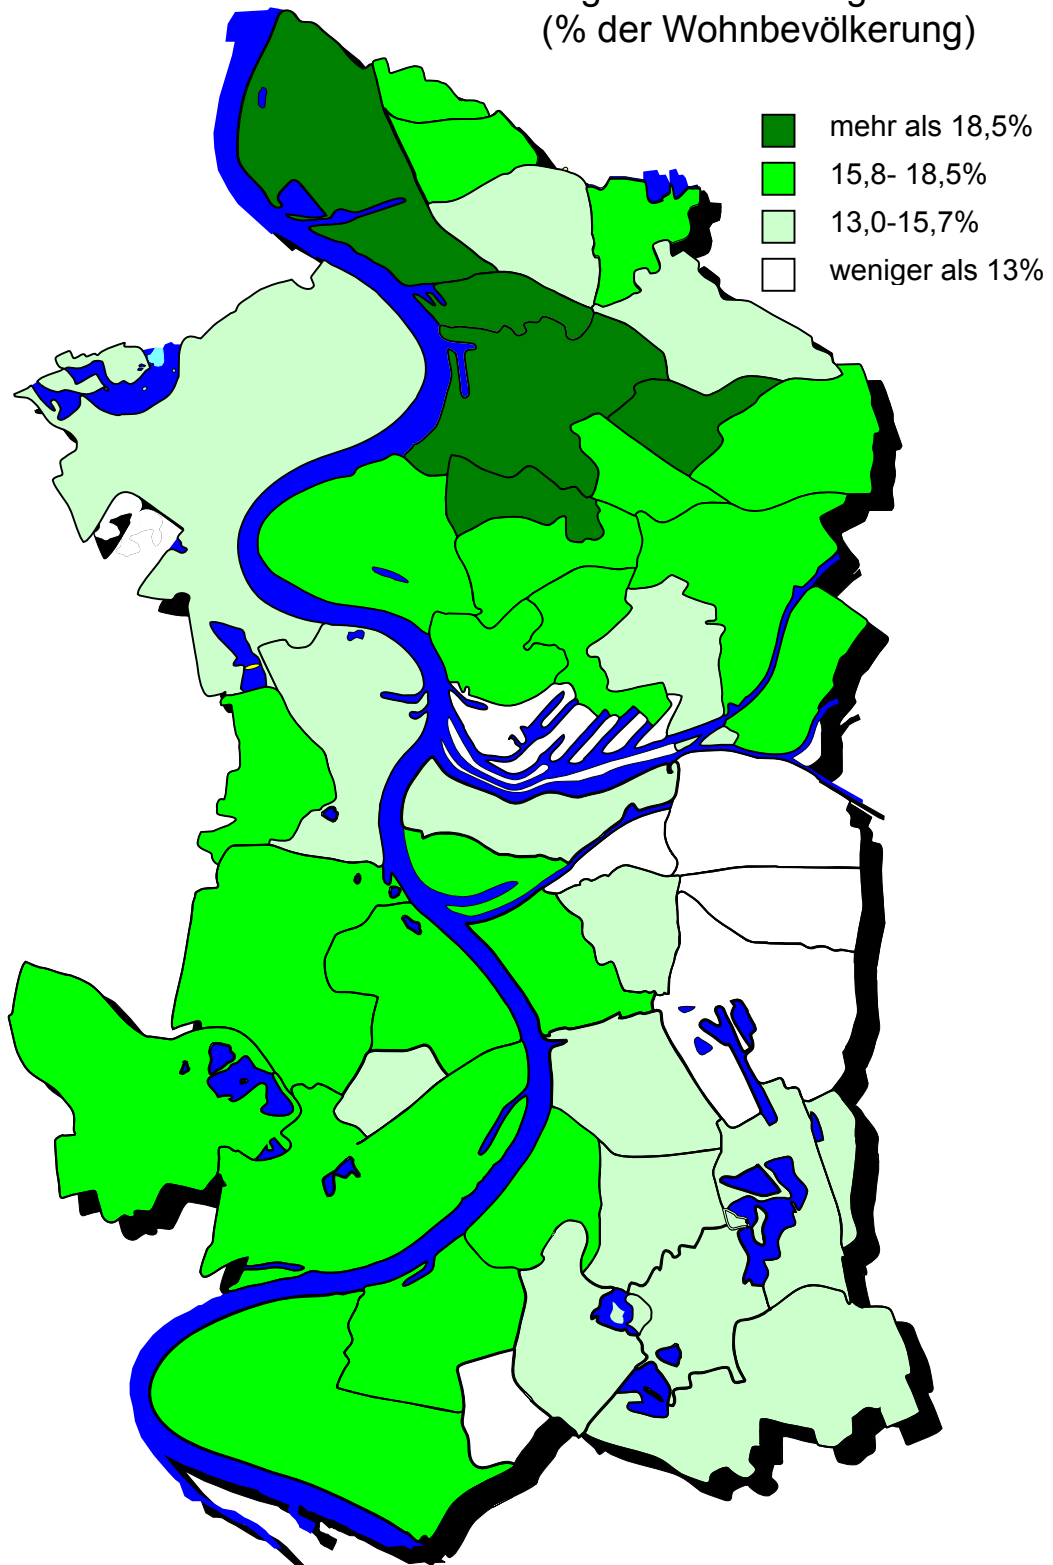 (% der Wohnbevölkerung)
mehr als 18,5%
15,8- 18,5%
13,0-15,7%
weniger als 13%